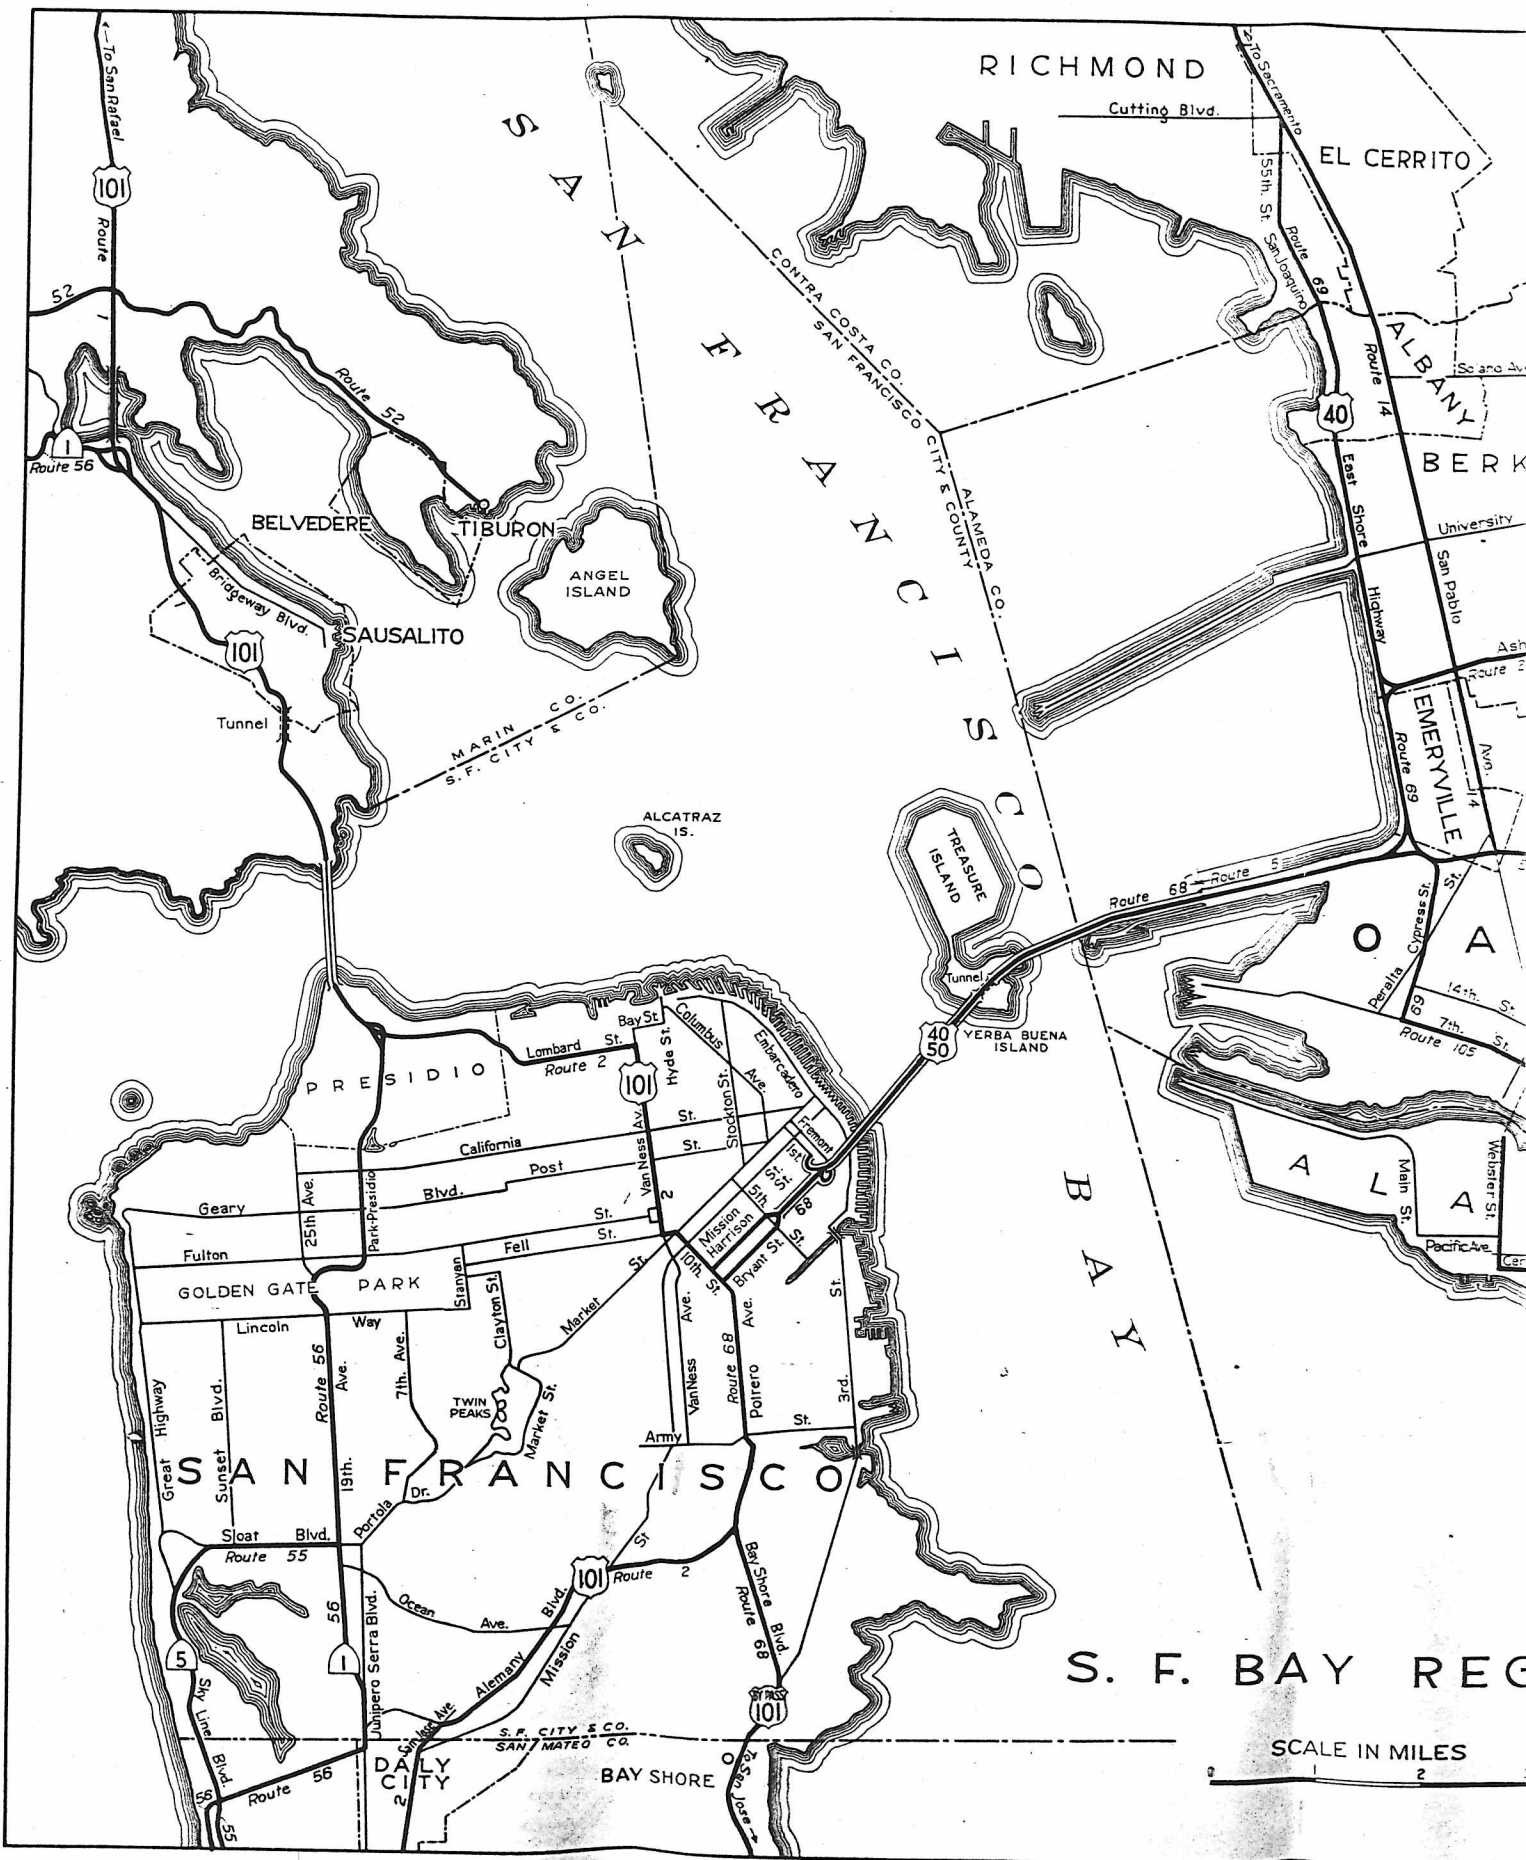 ←To San Rafael
101
Route 1
52
Route 52
1
Route 56
BELVEDERE
TIBURON
ANGEL
ISLAND
Bridgeway Blvd.
SAUSALITO
101
Tunnel
MARIN CO.
S.F. CITY & CO.
ALCATRAZ
IS.
SAN FRANCISCO BAY
RICHMOND
Cutting Blvd.
To Sacramento
EL CERRITO
55th. St.
San Joaquino
Route 69
CONTRA COSTA CO.
SAN FRANCISCO CITY & COUNTY
ALAMEDA CO.
ALBANY
Route 14
Solano Av
40
BERK
East Shore Highway
University
San Pablo
Ash
Route 2
Ave.
14
EMERYVILLE
Route 69
TREASURE
ISLAND
Route 68
Route 5
Tunnel
YERBA BUENA
ISLAND
40
50
O A
Cypress St.
St.
Peralta
69
14th. St.
7th. St.
Route 105
A L A
Main St.
Webster St.
Pacific Ave
Cen
PRESIDIO
Lombard St.
Route 2
Bay St.
Hyde St.
Columbus Ave.
Embarcadero
Stockton St.
101
Van Ness Av.
2
California St.
Post St.
Geary Blvd.
St.
25th Ave.
Park-Presidio
Fulton
Fell St.
Stanyan
GOLDEN GATE PARK
Lincoln Way
Fremont
1st.
St.
5th St.
68
Mission
Harrison
Bryant St.
St.
10th. St.
Market St.
Clayton St.
Van Ness Ave.
Route 68
Potrero Ave.
3rd. St.
TWIN
PEAKS
Market St.
7th. Ave.
Route 56
19th. Ave.
Great Highway
Sunset Blvd.
Army St.
SAN FRANCISCO
Portola Dr.
Sloat Blvd.
Route 55
56
1
5
Sky Line Blvd.
Junipero Serra Blvd.
Ocean Ave.
Alemany Blvd.
Mission St
San Jose Ave.
101
Route 2
Bay Shore Blvd.
Route 68
BY PASS
101
To San Jose→
S.F. CITY & CO.
SAN MATEO CO.
DALY
CITY
2
BAY SHORE
Route 56
56
55
S. F. BAY REG
SCALE IN MILES
0 1 2